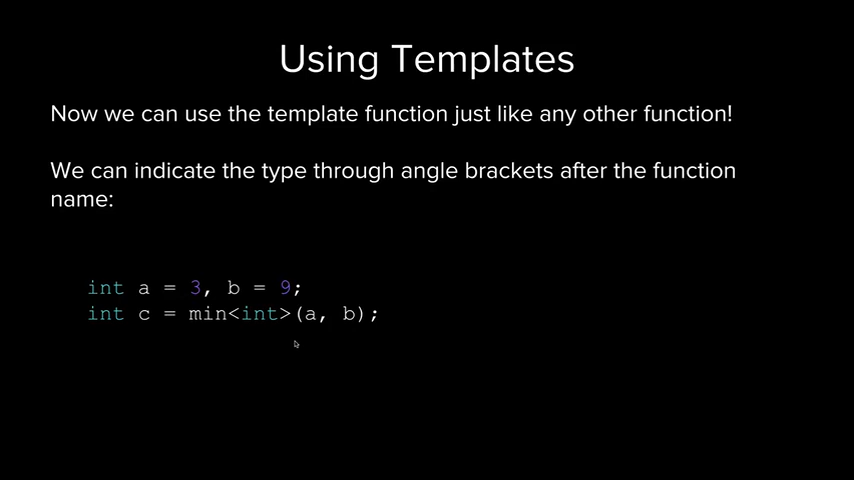 Using Templates
Now we can use the template function just like any other function!
We can indicate the type through angle brackets after the function
name:
int a = 3, b = 9;
int c = min<int>(a, b);